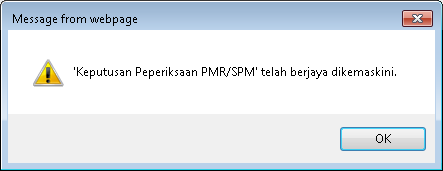 Message from webpage
'Keputusan Peperiksaan PMR/SPM' telah berjaya dikemaskini.
OK